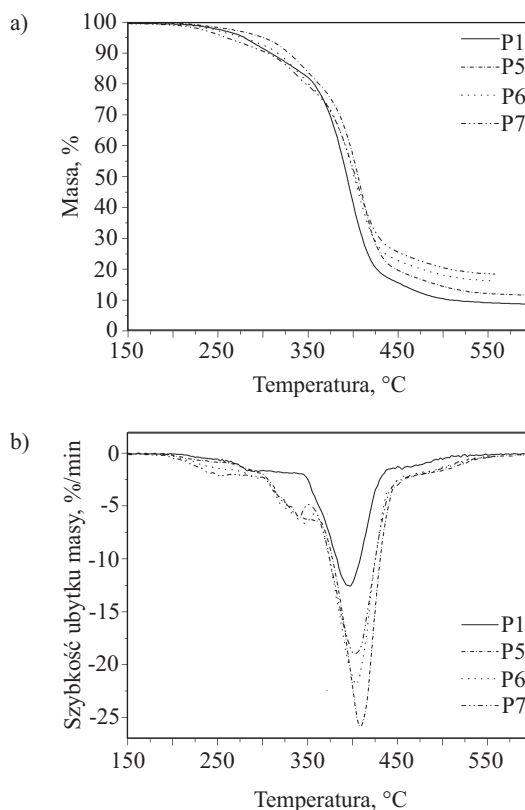 a)
100
90
80
70
60
50
40
30
20
10
0
Masa, %
P1
P5
P6
P7
150 250 350 450 550
Temperatura, °C
b)
0
-5
-10
-15
-20
-25
Szybkość ubytku masy, %/min
P1
P5
P6
P7
150 250 350 450 550
Temperatura, °C